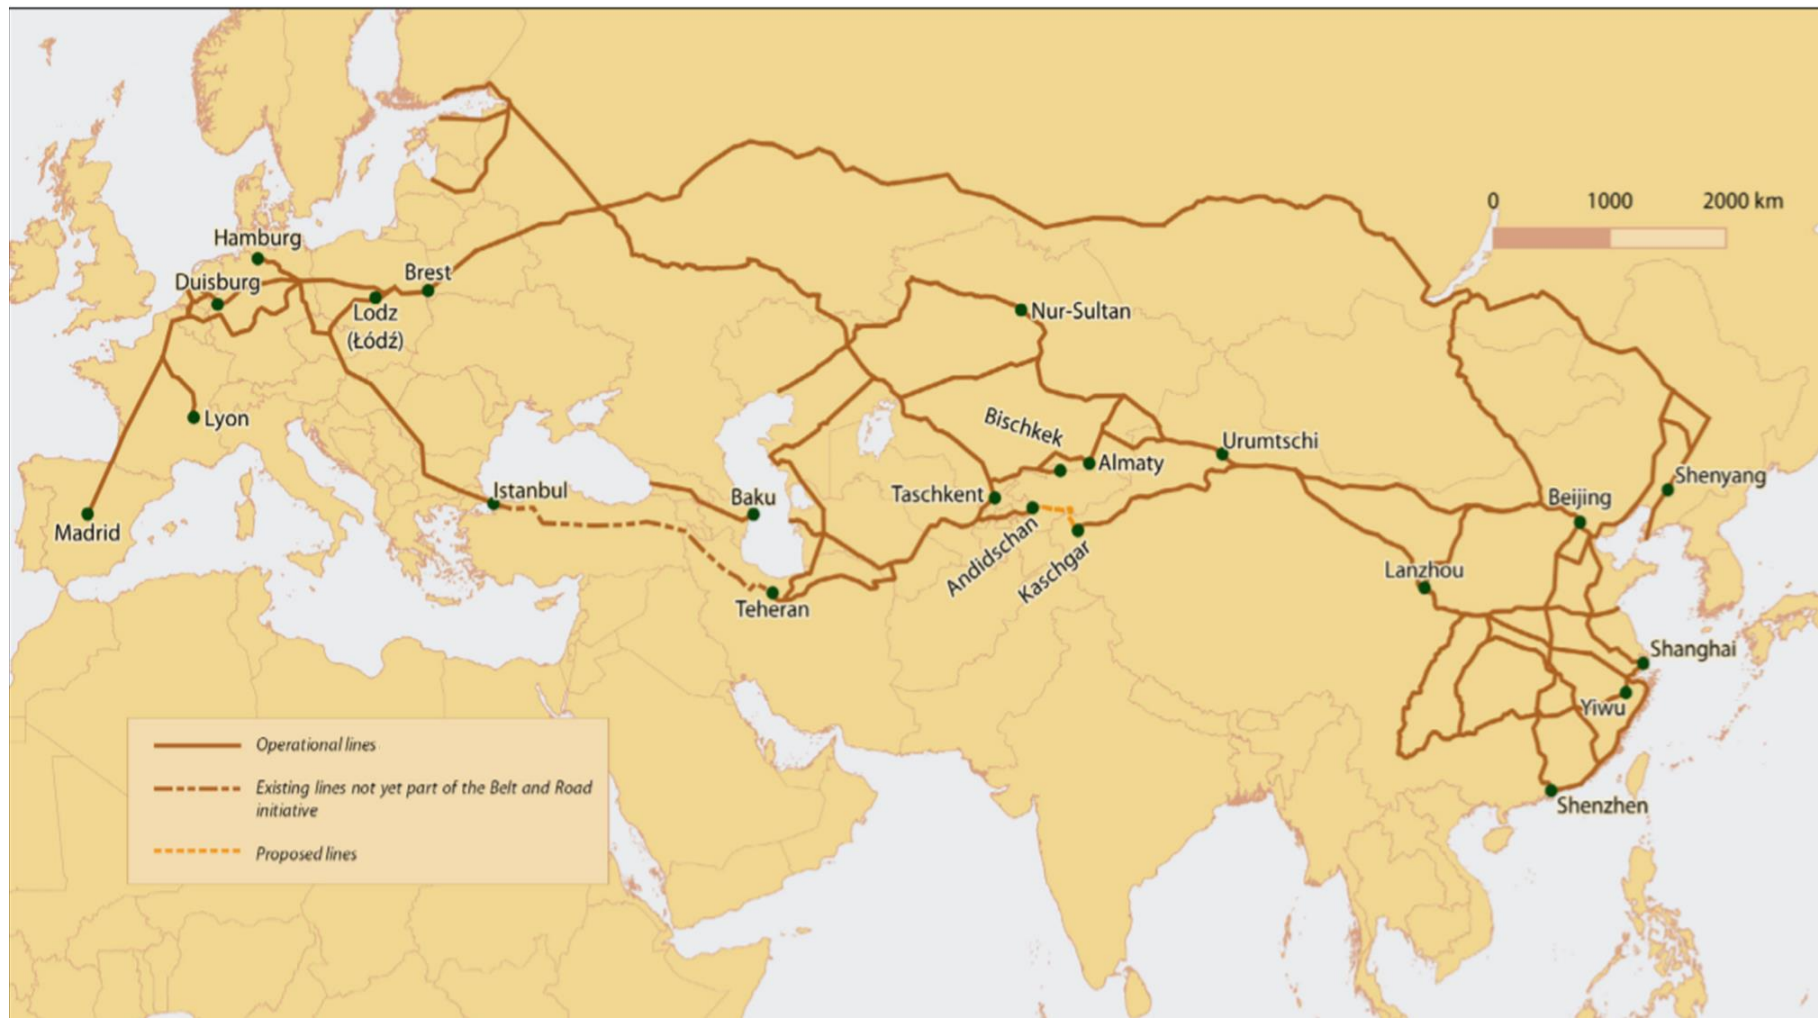 0 1000 2000 km
Hamburg
Duisburg
Brest
Lodz
(Łódź)
Nur-Sultan
Lyon
Bischkek
Urumtschi
Almaty
Shenyang
Istanbul
Baku
Taschkent
Beijing
Madrid
Andidschan
Kaschgar
Lanzhou
Teheran
Shanghai
Yiwu
Shenzhen
Operational lines
Existing lines not yet part of the Belt and Road
initiative
Proposed lines